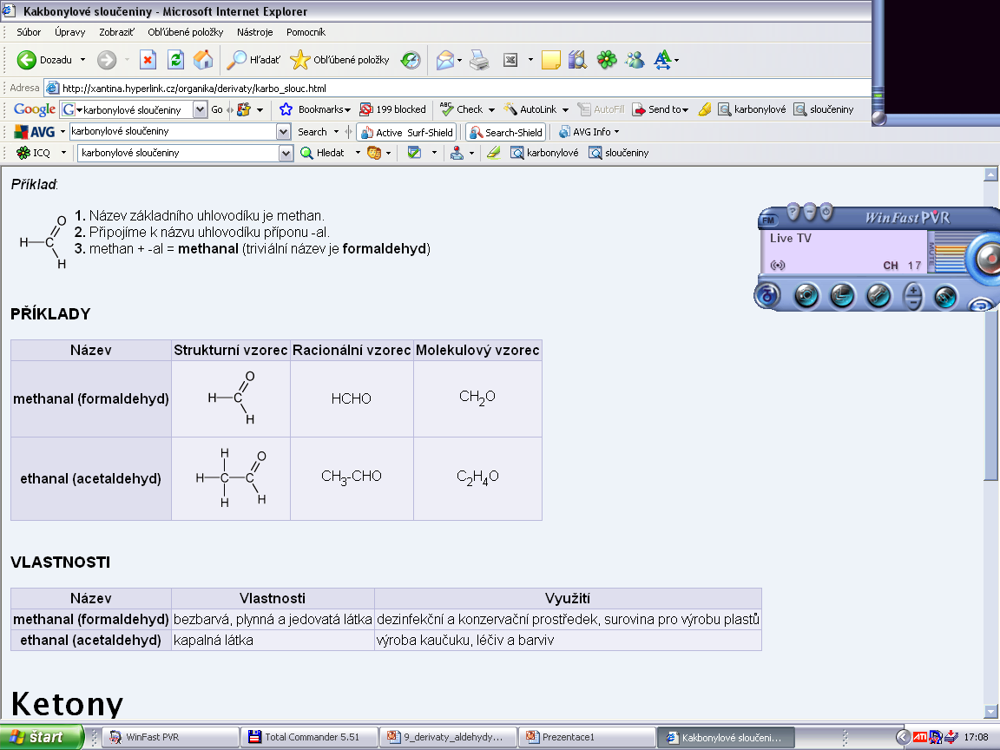 Kakbonylové sloučeniny - Microsoft Internet Explorer
Súbor Úpravy Zobraziť Obľúbené položky Nástroje Pomocník
Dozadu Hľadať Obľúbené položky
Adresa http://xantina.hyperlink.cz/organika/derivaty/karbo_slouc.html
Google G karbonylové sloučeniny Go Bookmarks 199 blocked ABC Check AutoLink AutoFill Send to karbonylové sloučeniny
AVG karbonylové sloučeniny Search Active Surf-Shield Search-Shield AVG Info
ICQ karbonylové sloučeniny Hledat karbonylové sloučeniny
Příklad:
O
H C
H
1. Název základního uhlovodíku je methan.
2. Připojíme k názvu uhlovodíku příponu -al.
3. methan + -al = methanal (triviální název je formaldehyd)
FM ? WinFast PVR
Live TV
CH 17
MUTE
PŘÍKLADY
Název Strukturní vzorec Racionální vzorec Molekulový vzorec
methanal (formaldehyd)
O
H C
H
HCHO CH2O
ethanal (acetaldehyd)
H O
H C C
H H
CH3-CHO C2H4O
VLASTNOSTI
Název Vlastnosti Využití
methanal (formaldehyd) bezbarvá, plynná a jedovatá látka dezinfekční a konzervační prostředek, surovina pro výrobu plastů
ethanal (acetaldehyd) kapalná látka výroba kaučuku, léčiv a barviv
Ketony
štart WinFast PVR Total Commander 5.51 9_derivaty_aldehydy... Prezentace1 Kakbonylové sloučeni... ATI 17:08